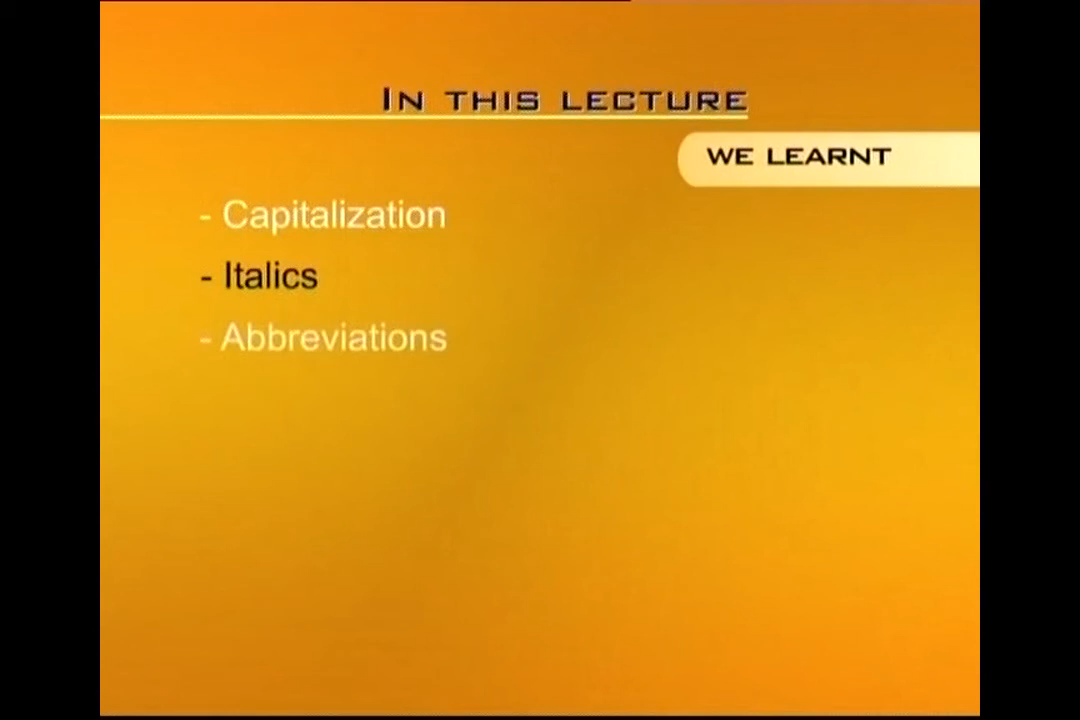 IN THIS LECTURE
WE LEARNT
- Capitalization
- Italics
- Abbreviations